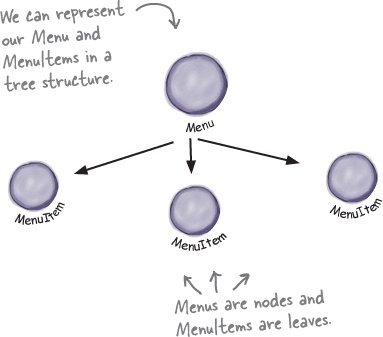 We can represent
our Menu and
MenuItems in a
tree structure.
Menu
MenuItem
MenuItem
MenuItem
Menus are nodes and
MenuItems are leaves.